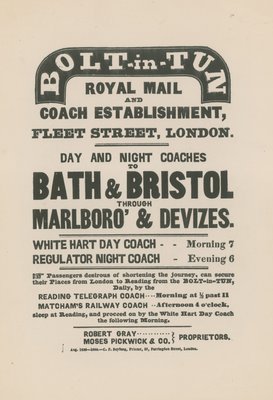 BOLT-in-TUN
ROYAL MAIL
AND
COACH ESTABLISHMENT,
FLEET STREET, LONDON.
DAY AND NIGHT COACHES
TO
BATH & BRISTOL
THROUGH
MARLBORO' & DEVIZES.
WHITE HART DAY COACH - - Morning 7
REGULATOR NIGHT COACH - Evening 6
☞ Passengers desirous of shortening the journey, can secure
their Places from London to Reading from the BOLT-in-TUN,
Daily, by the
READING TELEGRAPH COACH ···· Morning at ½ past 11
MATCHAM'S RAILWAY COACH ·· Afternoon 4 o'clock,
sleep at Reading, and proceed on by the White Hart Day Coach
the following Morning.
ROBERT GRAY ············ }
MOSES PICKWICK & CO. } PROPRIETORS.
Printer, Farringdon Street, London.